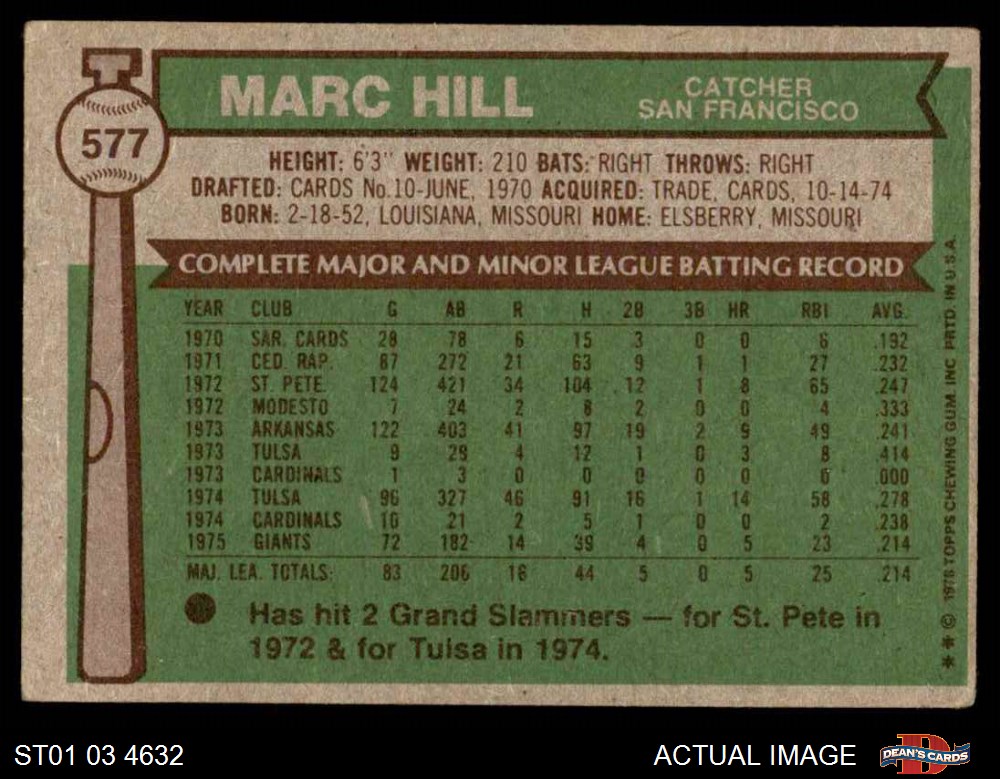 577
MARC HILL
CATCHER
SAN FRANCISCO
HEIGHT: 6'3" WEIGHT: 210 BATS: RIGHT THROWS: RIGHT
DRAFTED: CARDS No.10-JUNE, 1970 ACQUIRED: TRADE, CARDS, 10-14-74
BORN: 2-18-52, LOUISIANA, MISSOURI HOME: ELSBERRY, MISSOURI
COMPLETE MAJOR AND MINOR LEAGUE BATTING RECORD
YEAR CLUB G AB R H 2B 3B HR RBI AVG.
1970 SAR. CARDS 28 78 6 15 3 0 0 6 .192
1971 CED. RAP. 87 272 21 63 9 1 1 27 .232
1972 ST. PETE. 124 421 34 104 12 1 8 65 .247
1972 MODESTO 7 24 2 8 2 0 0 4 .333
1973 ARKANSAS 122 403 41 97 19 2 9 49 .241
1973 TULSA 9 29 4 12 1 0 3 8 .414
1973 CARDINALS 1 3 0 0 0 0 0 0 .000
1974 TULSA 96 327 46 91 16 1 14 58 .278
1974 CARDINALS 10 21 2 5 1 0 0 2 .238
1975 GIANTS 72 182 14 39 4 0 5 23 .214
MAJ. LEA. TOTALS: 83 206 16 44 5 0 5 25 .214
Has hit 2 Grand Slammers — for St. Pete in
1972 & for Tulsa in 1974.
** © 1976 TOPPS CHEWING GUM, INC. PRTD. IN U.S.A.
ST01 03 4632
ACTUAL IMAGE
D
DEAN'S CARDS